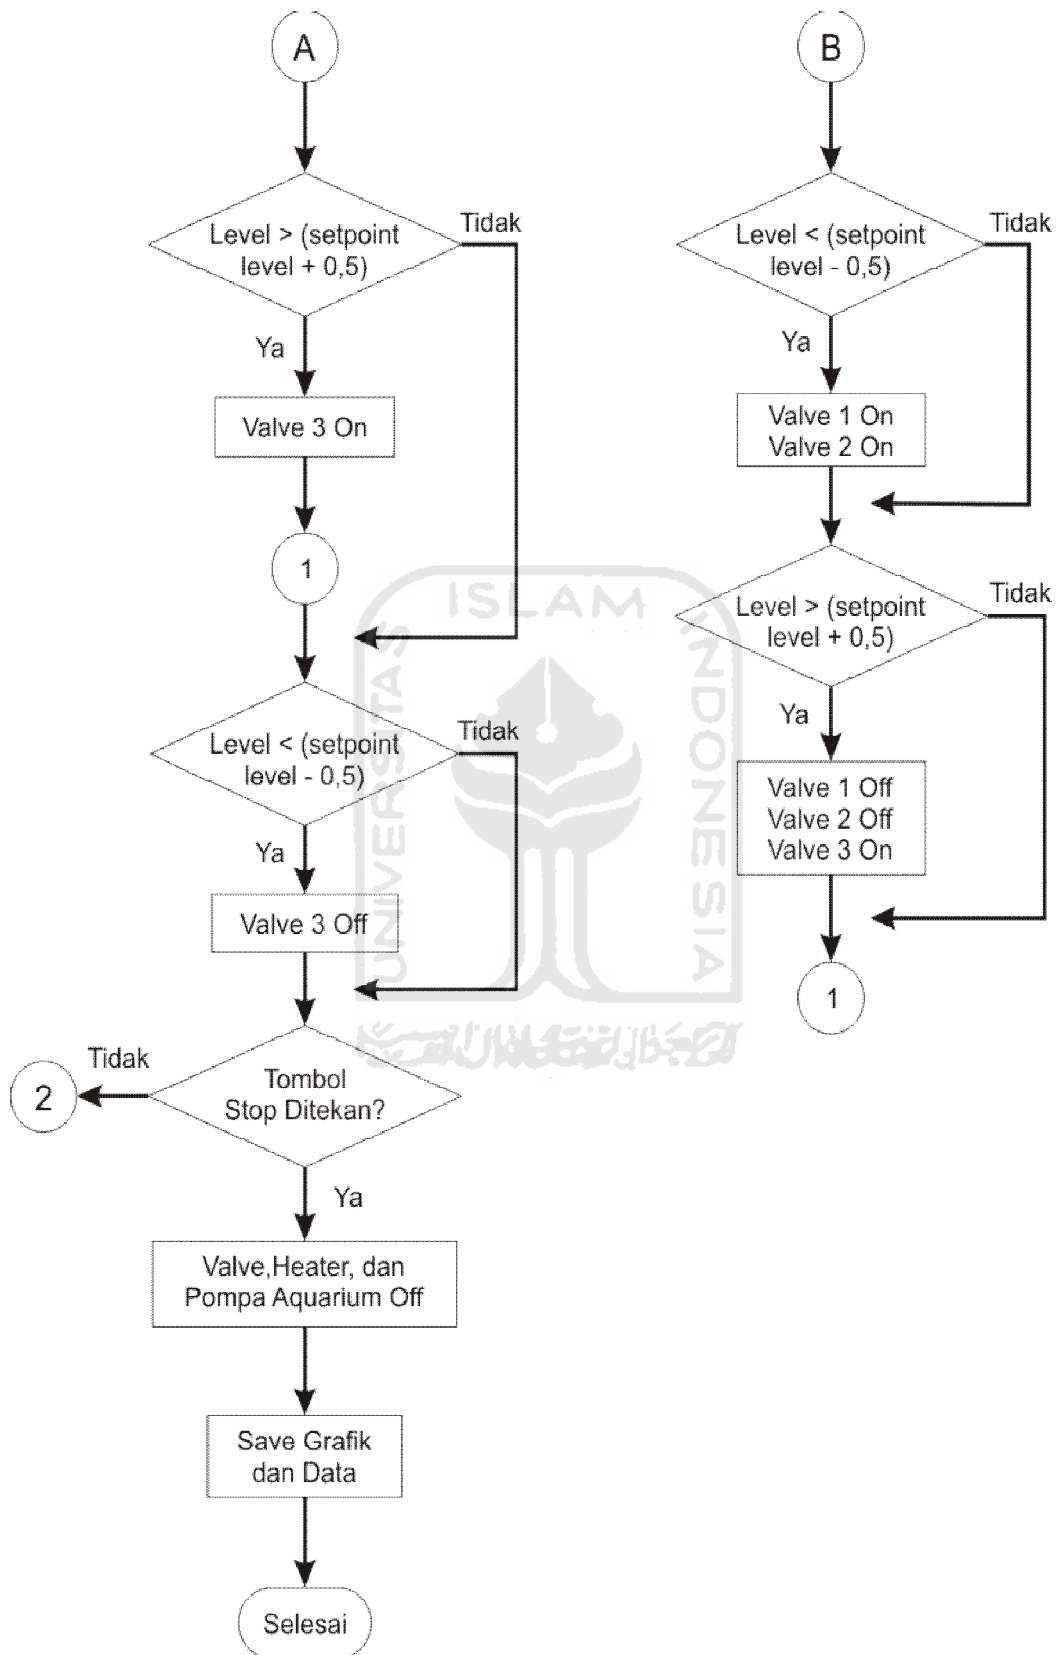 A
Level > (setpoint
level + 0,5)
Tidak
Ya
Valve 3 On
1
Level < (setpoint
level - 0,5)
Tidak
Ya
Valve 3 Off
Tombol
Stop Ditekan?
Tidak
2
Ya
Valve,Heater, dan
Pompa Aquarium Off
Save Grafik
dan Data
Selesai
B
Level < (setpoint
level - 0,5)
Tidak
Ya
Valve 1 On
Valve 2 On
Level > (setpoint
level + 0,5)
Tidak
Ya
Valve 1 Off
Valve 2 Off
Valve 3 On
1
UNIVERSITAS
ISLAM
INDONESIA